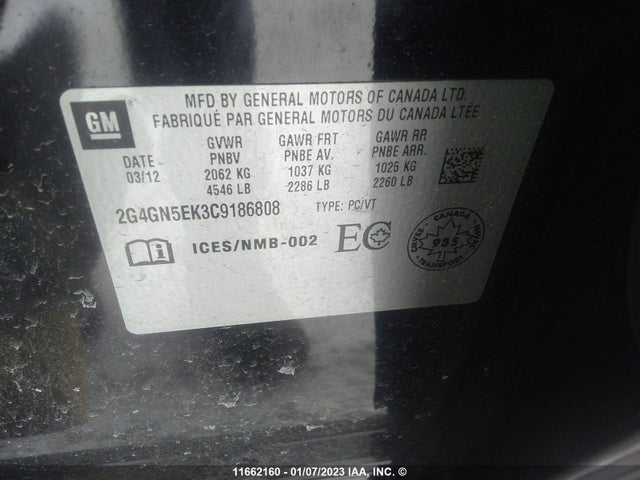 MFD BY GENERAL MOTORS OF CANADA LTD.
FABRIQUÉ PAR GENERAL MOTORS DU CANADA LTÉE
GM
DATE
03/12
GVWR
PNBV
2062 KG
4546 LB
GAWR FRT
PNBE AV.
1037 KG
2286 LB
GAWR RR
PNBE ARR.
1025 KG
2260 LB
2G4GN5EK3C9186808 TYPE: PC/VT
ICES/NMB-002
EC
CANADA
985
TRANSPORT
11662160 - 01/07/2023 IAA, INC. ©